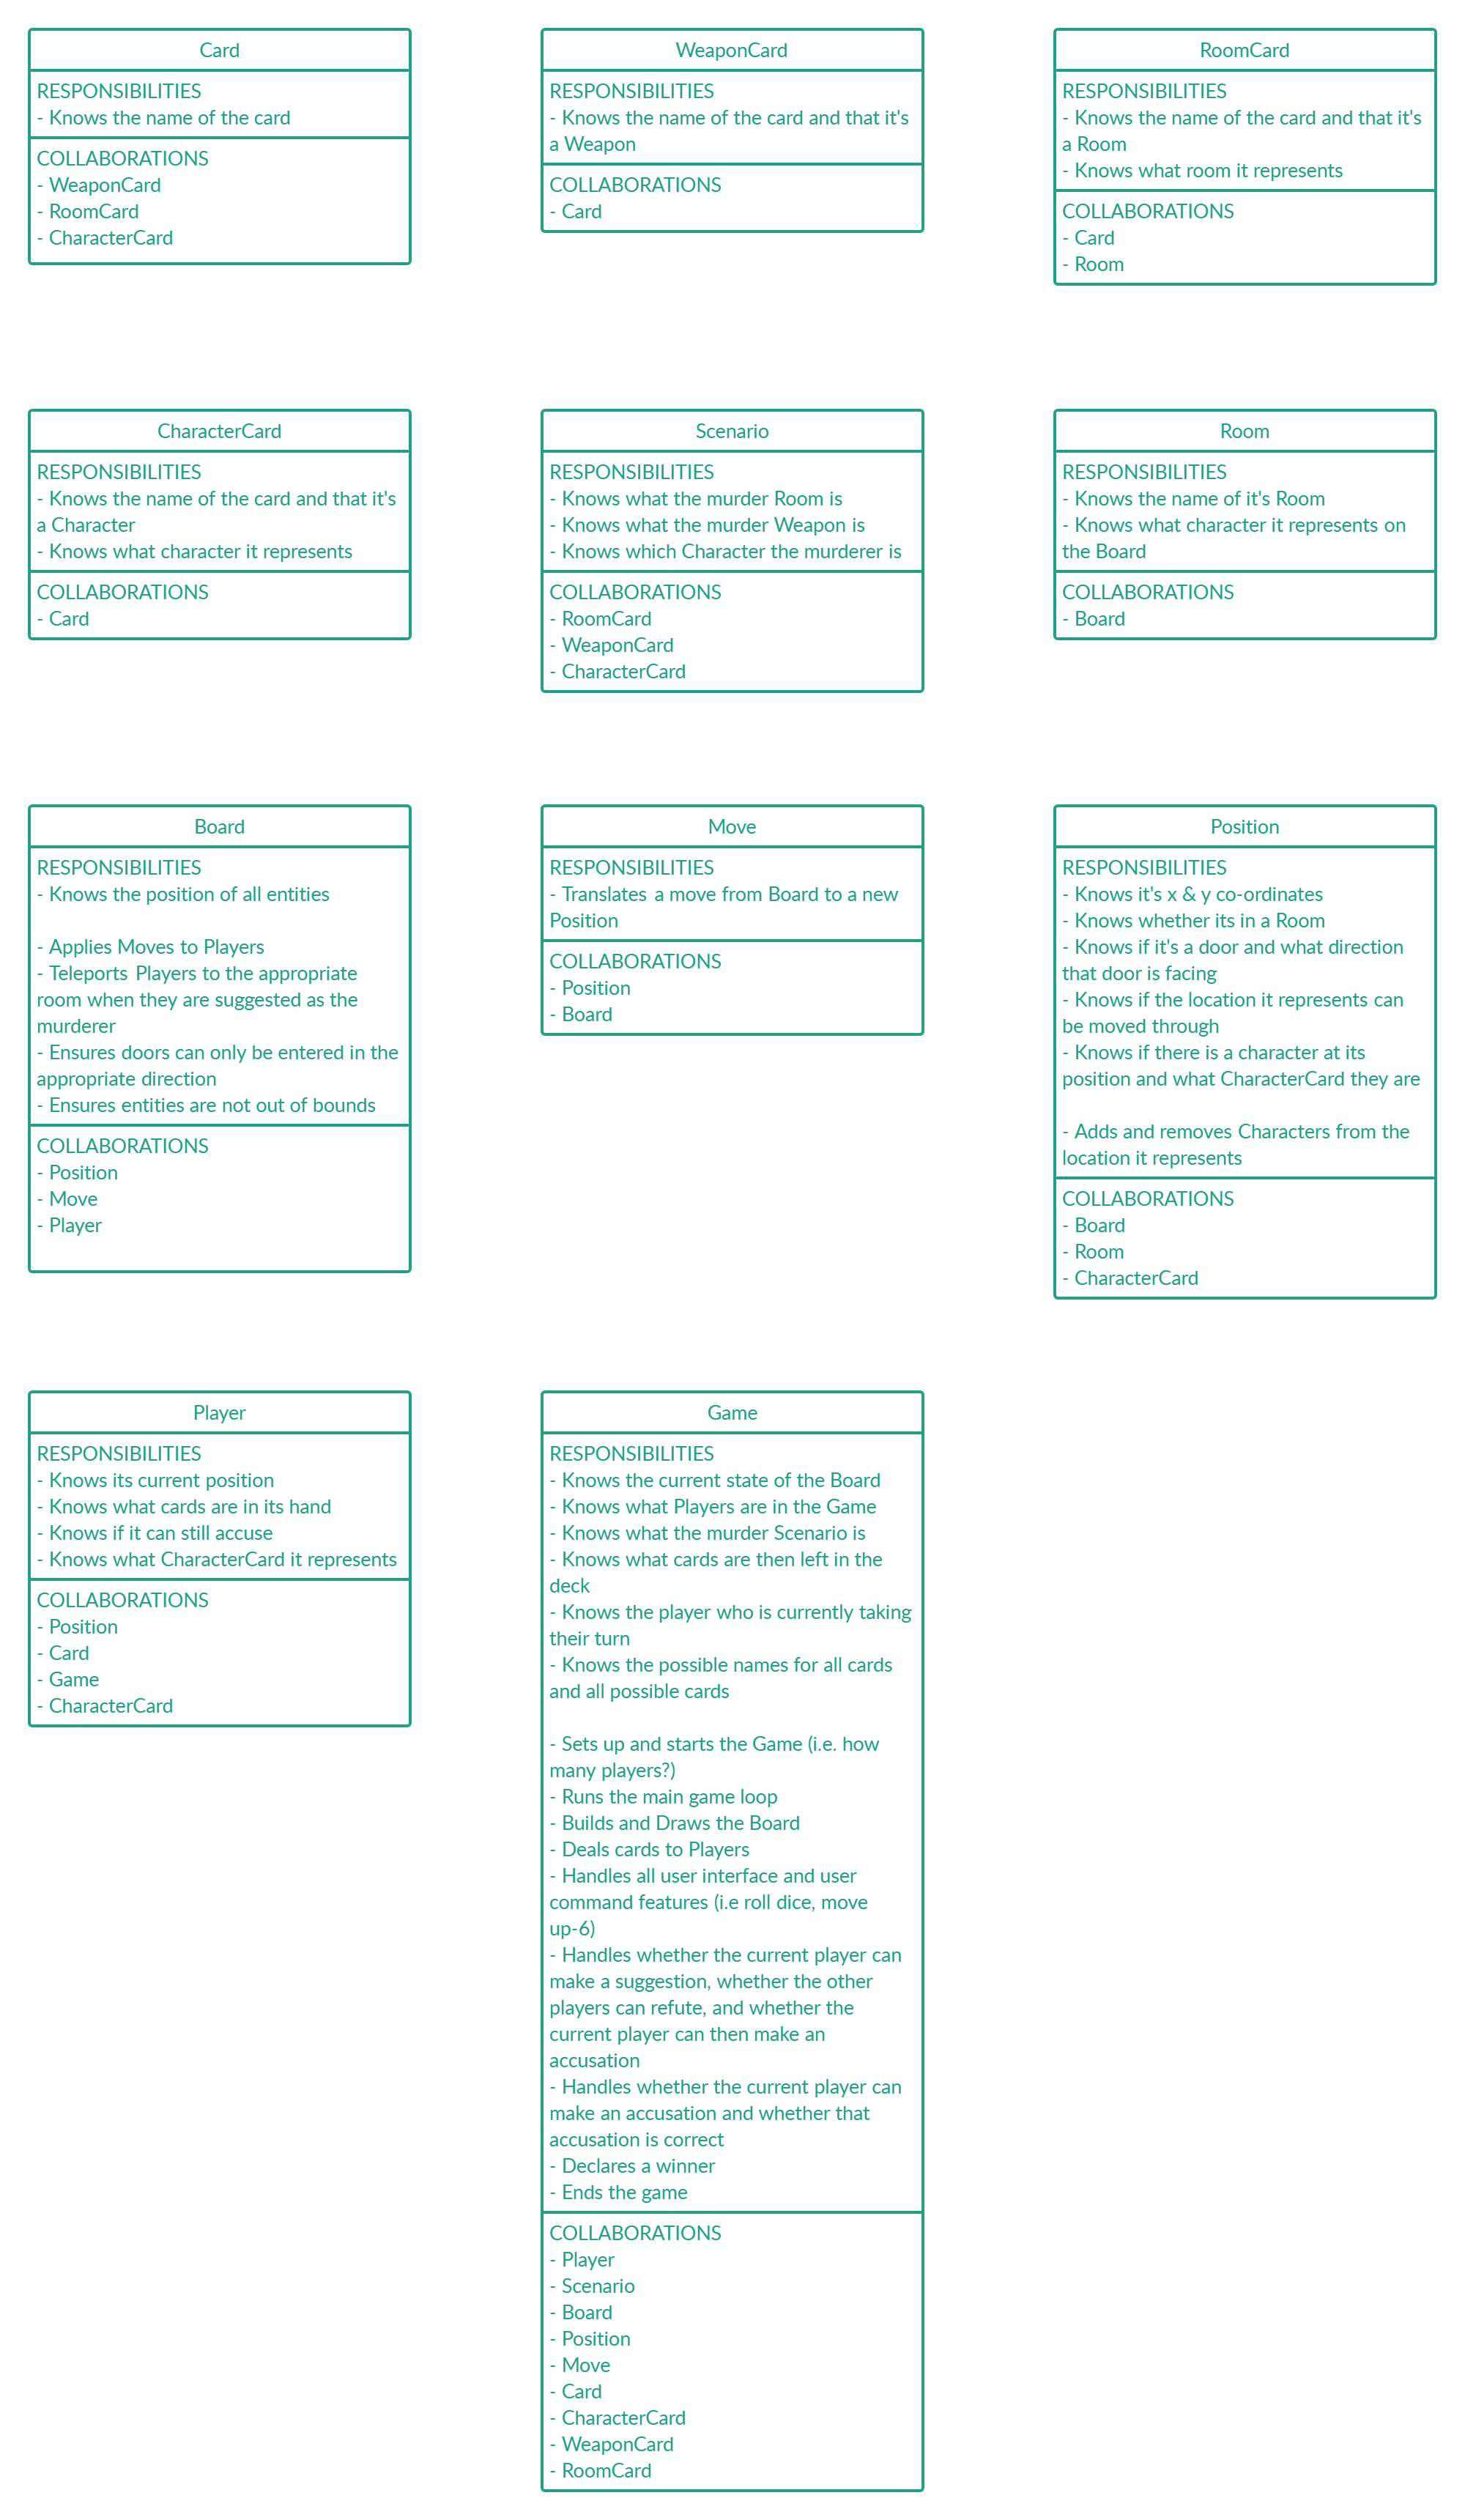 Card
RESPONSIBILITIES
- Knows the name of the card
COLLABORATIONS
- WeaponCard
- RoomCard
- CharacterCard
WeaponCard
RESPONSIBILITIES
- Knows the name of the card and that it's
a Weapon
COLLABORATIONS
- Card
RoomCard
RESPONSIBILITIES
- Knows the name of the card and that it's
a Room
- Knows what room it represents
COLLABORATIONS
- Card
- Room
CharacterCard
RESPONSIBILITIES
- Knows the name of the card and that it's
a Character
- Knows what character it represents
COLLABORATIONS
- Card
Scenario
RESPONSIBILITIES
- Knows what the murder Room is
- Knows what the murder Weapon is
- Knows which Character the murderer is
COLLABORATIONS
- RoomCard
- WeaponCard
- CharacterCard
Room
RESPONSIBILITIES
- Knows the name of it's Room
- Knows what character it represents on
the Board
COLLABORATIONS
- Board
Board
RESPONSIBILITIES
- Knows the position of all entities
- Applies Moves to Players
- Teleports Players to the appropriate
room when they are suggested as the
murderer
- Ensures doors can only be entered in the
appropriate direction
- Ensures entities are not out of bounds
COLLABORATIONS
- Position
- Move
- Player
Move
RESPONSIBILITIES
- Translates a move from Board to a new
Position
COLLABORATIONS
- Position
- Board
Position
RESPONSIBILITIES
- Knows it's x & y co-ordinates
- Knows whether its in a Room
- Knows if it's a door and what direction
that door is facing
- Knows if the location it represents can
be moved through
- Knows if there is a character at its
position and what CharacterCard they are
- Adds and removes Characters from the
location it represents
COLLABORATIONS
- Board
- Room
- CharacterCard
Player
RESPONSIBILITIES
- Knows its current position
- Knows what cards are in its hand
- Knows if it can still accuse
- Knows what CharacterCard it represents
COLLABORATIONS
- Position
- Card
- Game
- CharacterCard
Game
RESPONSIBILITIES
- Knows the current state of the Board
- Knows what Players are in the Game
- Knows what the murder Scenario is
- Knows what cards are then left in the
deck
- Knows the player who is currently taking
their turn
- Knows the possible names for all cards
and all possible cards
- Sets up and starts the Game (i.e. how
many players?)
- Runs the main game loop
- Builds and Draws the Board
- Deals cards to Players
- Handles all user interface and user
command features (i.e roll dice, move
up-6)
- Handles whether the current player can
make a suggestion, whether the other
players can refute, and whether the
current player can then make an
accusation
- Handles whether the current player can
make an accusation and whether that
accusation is correct
- Declares a winner
- Ends the game
COLLABORATIONS
- Player
- Scenario
- Board
- Position
- Move
- Card
- CharacterCard
- WeaponCard
- RoomCard